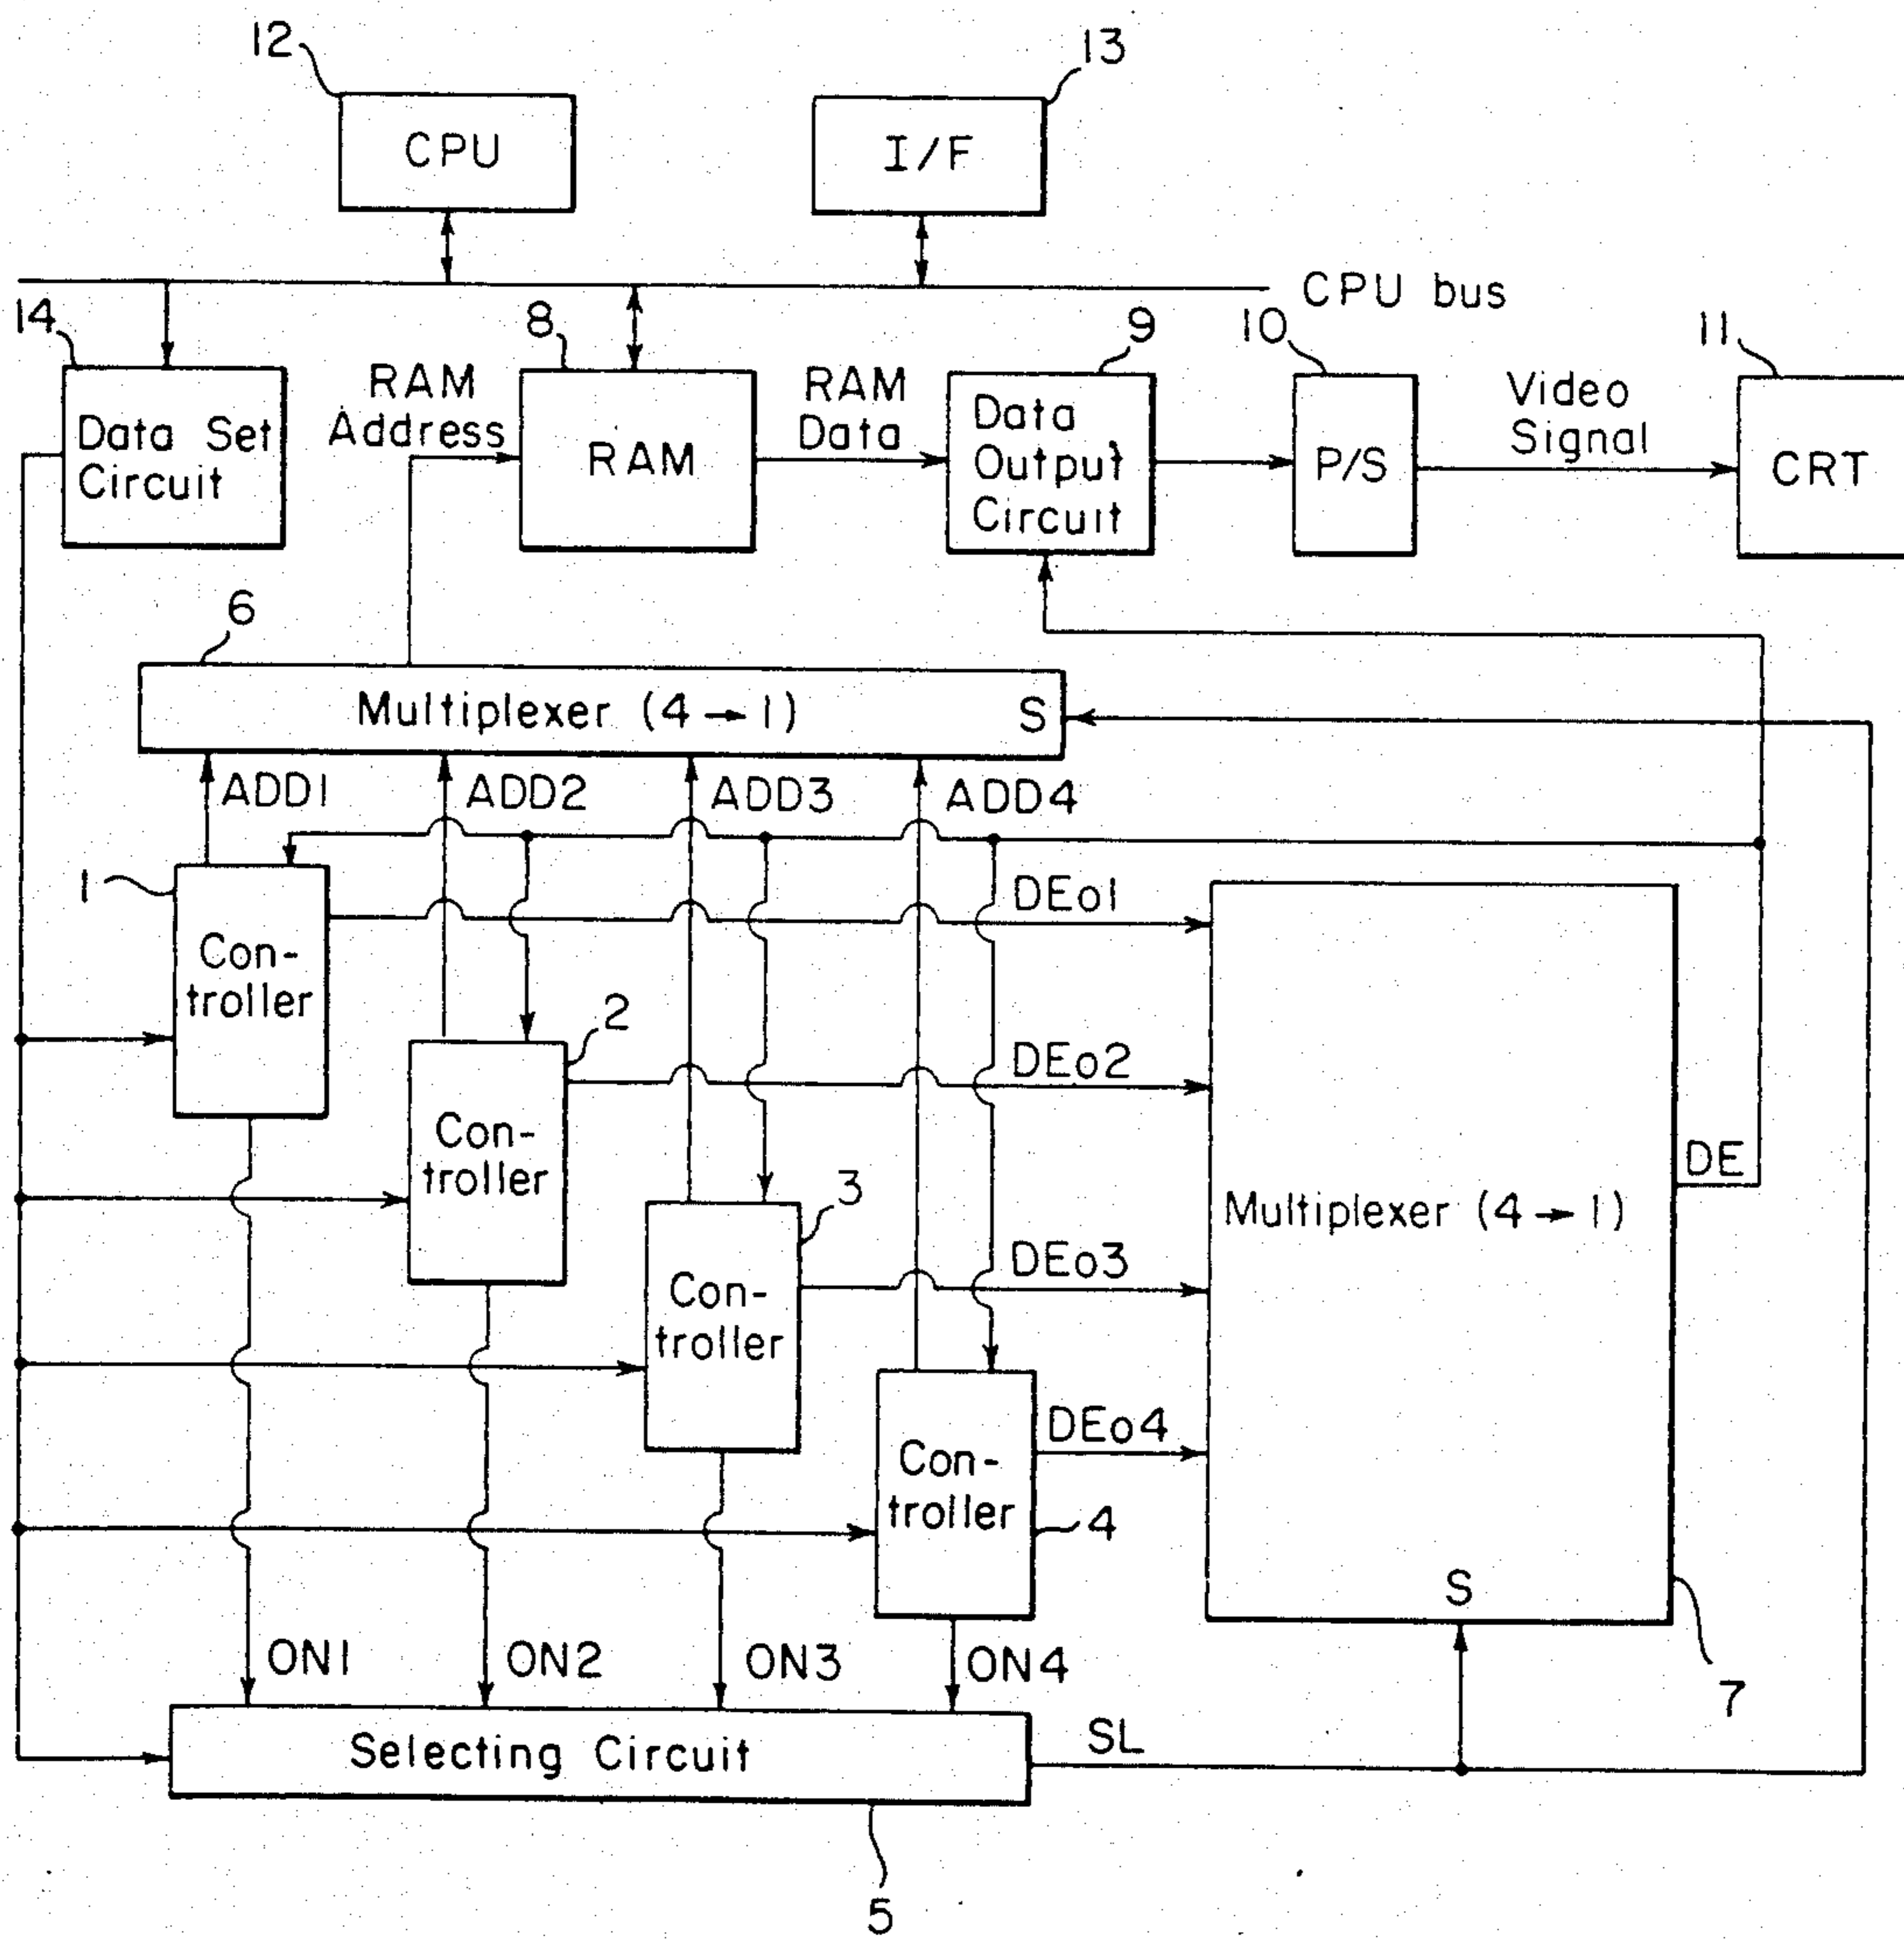 12
13
CPU
I/F
CPU bus
14
8
9
10
11
Data Set
Circuit
RAM
Address
RAM
RAM
Data
Data
Output
Circuit
P/S
Video
Signal
CRT
6
Multiplexer (4→1)
S
ADD1
ADD2
ADD3
ADD4
1
Con-
troller
DEo1
2
Con-
troller
DEo2
3
Con-
troller
DEo3
Con-
troller
4
DEo4
Multiplexer (4→1)
DE
S
7
ON1
ON2
ON3
ON4
Selecting Circuit
SL
5